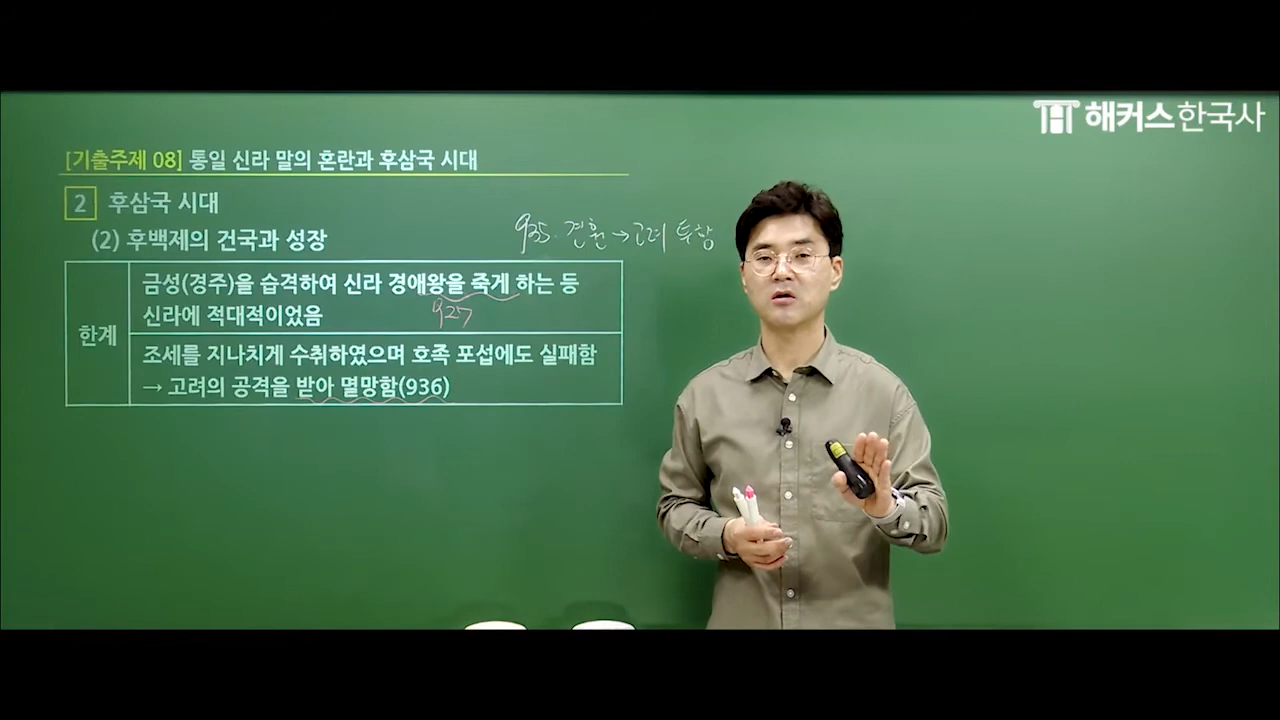 해커스한국사
[기출주제 08] 통일 신라 말의 혼란과 후삼국 시대
2 후삼국 시대
(2) 후백제의 건국과 성장
935. 견훤→고려 투항
한계
금성(경주)을 습격하여 신라 경애왕을 죽게 하는 등
신라에 적대적이었음
927
조세를 지나치게 수취하였으며 호족 포섭에도 실패함
→ 고려의 공격을 받아 멸망함(936)